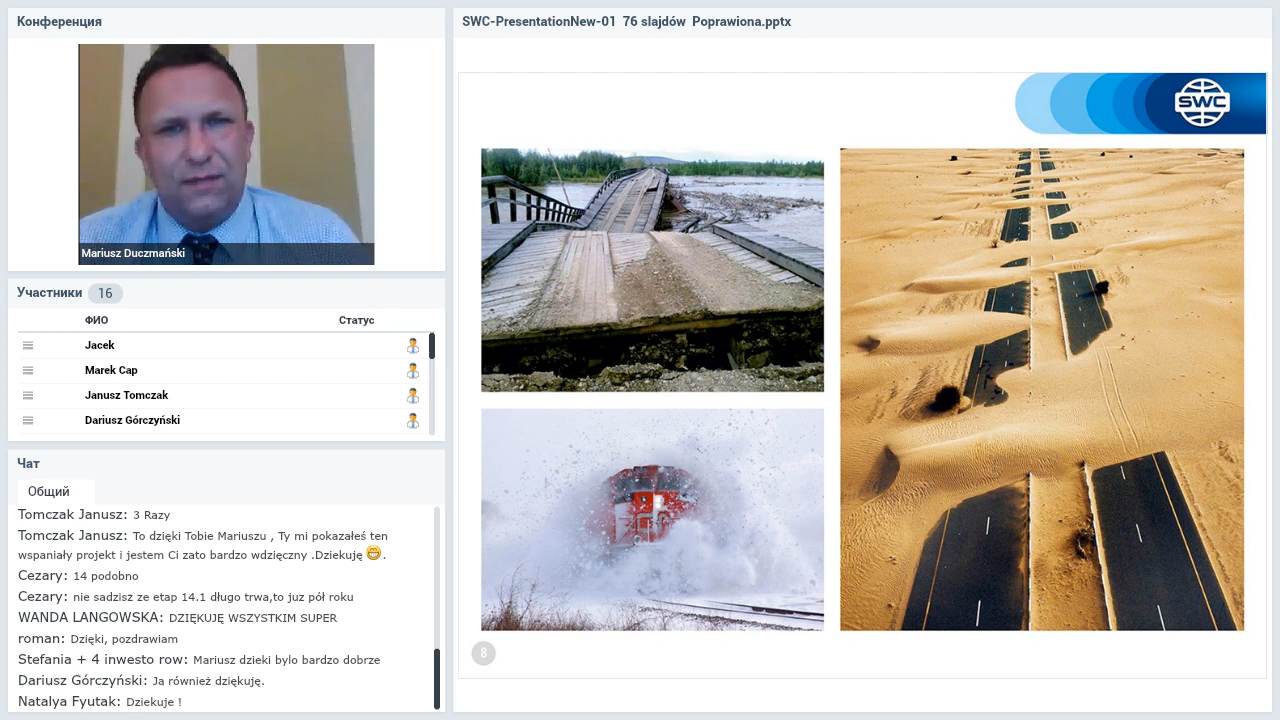 Конференция
Mariusz Duczmański
Участники 16
ФИО Статус
Jacek
Marek Cap
Janusz Tomczak
Dariusz Górczyński
Чат
Общий
Tomczak Janusz: 3 Razy
Tomczak Janusz: To dzięki Tobie Mariuszu , Ty mi pokazałeś ten
wspaniały projekt i jestem Ci zato bardzo wdzięczny .Dziekuję 😁.
Cezary: 14 podobno
Cezary: nie sadzisz ze etap 14.1 długo trwa,to juz pół roku
WANDA LANGOWSKA: DZIĘKUJĘ WSZYSTKIM SUPER
roman: Dzięki, pozdrawiam
Stefania + 4 inwesto row: Mariusz dzieki bylo bardzo dobrze
Dariusz Górczyński: Ja również dziękuję.
Natalya Fyutak: Dziekuje !
SWC-PresentationNew-01 76 slajdów Poprawiona.pptx
SWC
8